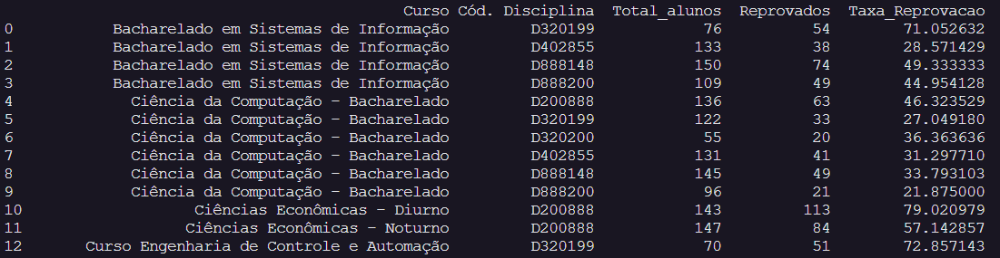 Curso Cód. Disciplina Total_alunos Reprovados Taxa_Reprovacao
0 Bacharelado em Sistemas de Informação D320199 76 54 71.052632
1 Bacharelado em Sistemas de Informação D402855 133 38 28.571429
2 Bacharelado em Sistemas de Informação D888148 150 74 49.333333
3 Bacharelado em Sistemas de Informação D888200 109 49 44.954128
4 Ciência da Computação - Bacharelado D200888 136 63 46.323529
5 Ciência da Computação - Bacharelado D320199 122 33 27.049180
6 Ciência da Computação - Bacharelado D320200 55 20 36.363636
7 Ciência da Computação - Bacharelado D402855 131 41 31.297710
8 Ciência da Computação - Bacharelado D888148 145 49 33.793103
9 Ciência da Computação - Bacharelado D888200 96 21 21.875000
10 Ciências Econômicas - Diurno D200888 143 113 79.020979
11 Ciências Econômicas - Noturno D200888 147 84 57.142857
12 Curso Engenharia de Controle e Automação D320199 70 51 72.857143